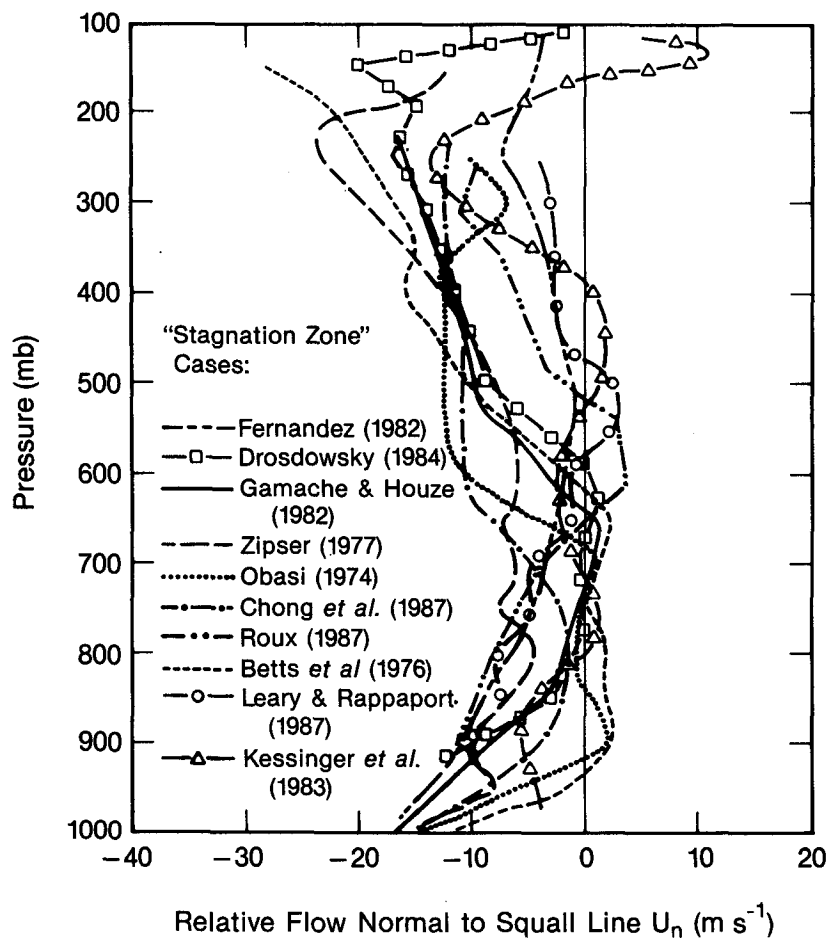 100
200
300
400
500
600
700
800
900
1000
Pressure (mb)
"Stagnation Zone"
Cases:
Fernandez (1982)
Drosdowsky (1984)
Gamache & Houze
(1982)
Zipser (1977)
Obasi (1974)
Chong et al. (1987)
Roux (1987)
Betts et al (1976)
Leary & Rappaport
(1987)
Kessinger et al.
(1983)
−40 −30 −20 −10 0 10 20
Relative Flow Normal to Squall Line Un (m s⁻¹)